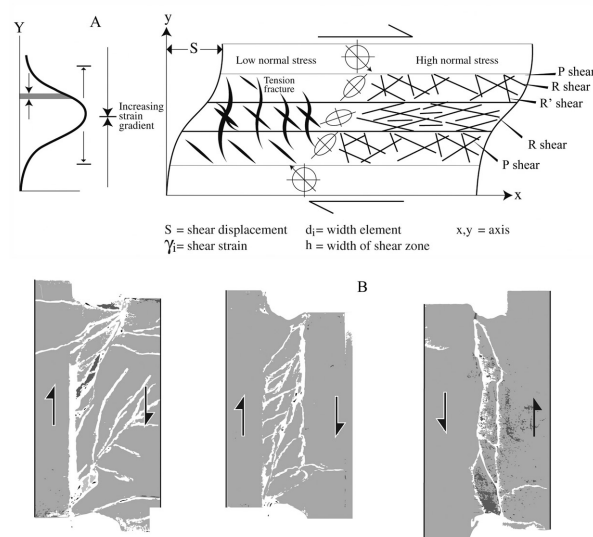 Y
A
Increasing
strain
gradient
y
S
Low normal stress
High normal stress
Tension
fracture
P shear
R shear
R' shear
R shear
P shear
x
S = shear displacement
dᵢ= width element
x,y = axis
γᵢ= shear strain
h = width of shear zone
B